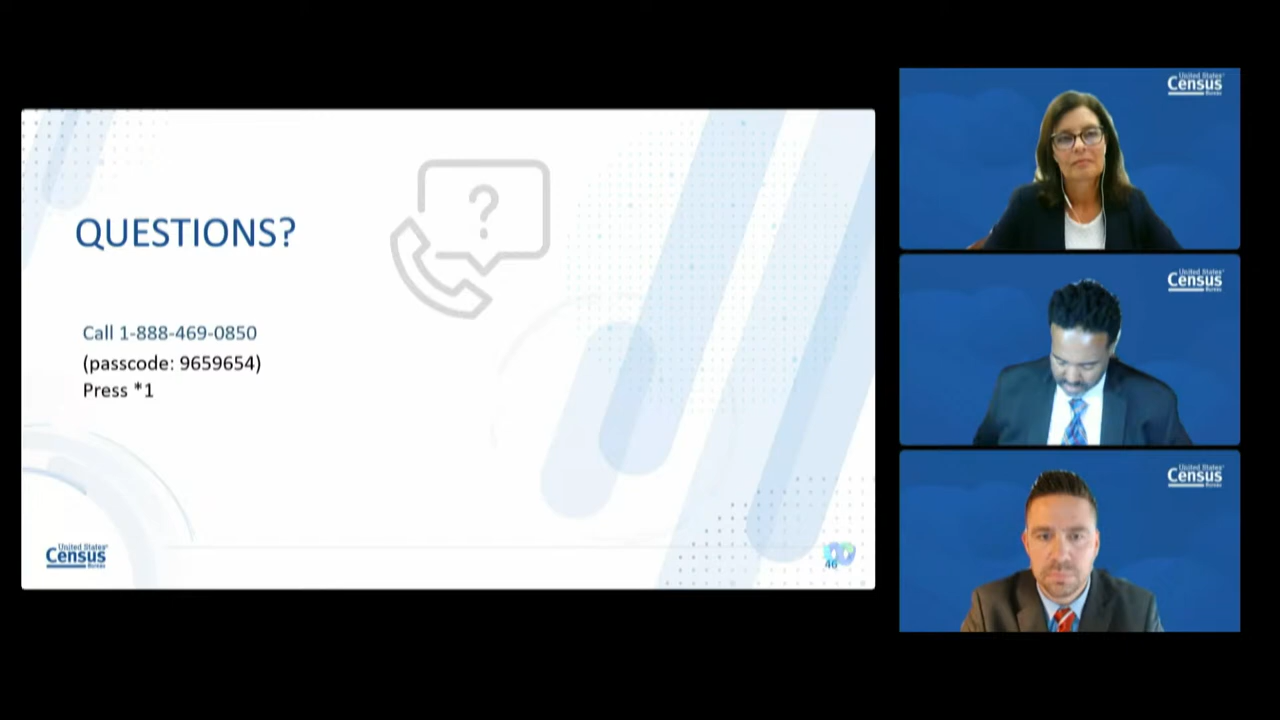 QUESTIONS?
?
Call 1-888-469-0850
(passcode: 9659654)
Press *1
United States®
Census
Bureau
46
United States®
Census
Bureau
United States®
Census
Bureau
United States®
Census
Bureau